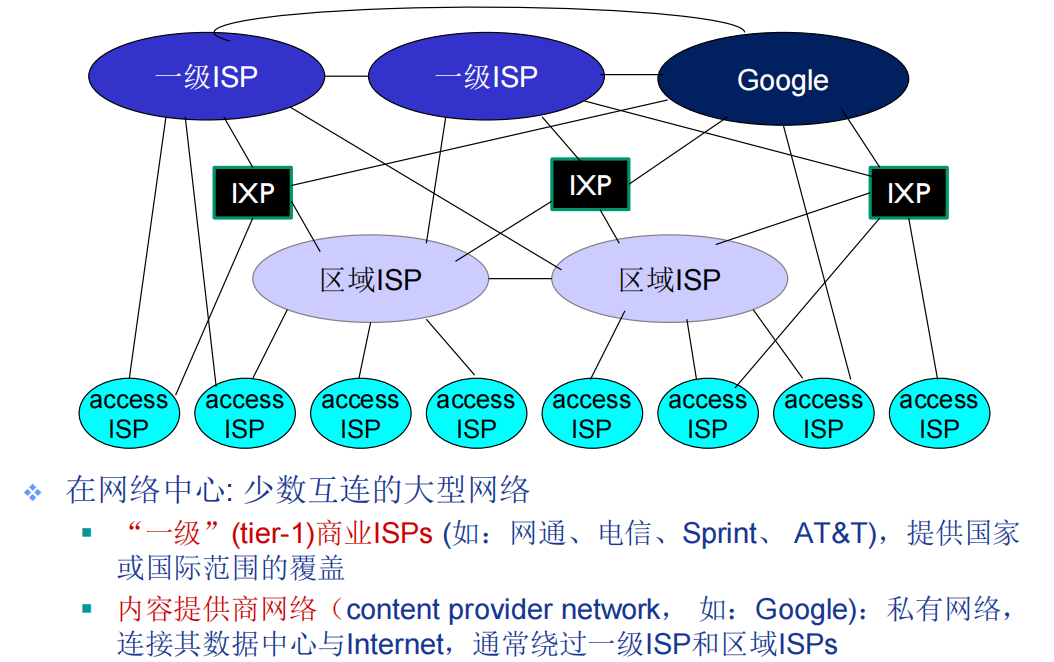 一级ISP
一级ISP
Google
IXP
IXP
IXP
区域ISP
区域ISP
access
ISP
access
ISP
access
ISP
access
ISP
access
ISP
access
ISP
access
ISP
access
ISP
在网络中心: 少数互连的大型网络
“一级”(tier-1)商业ISPs (如：网通、电信、Sprint、 AT&T)，提供国家
或国际范围的覆盖
内容提供商网络（content provider network， 如：Google)：私有网络，
连接其数据中心与Internet，通常绕过一级ISP和区域ISPs